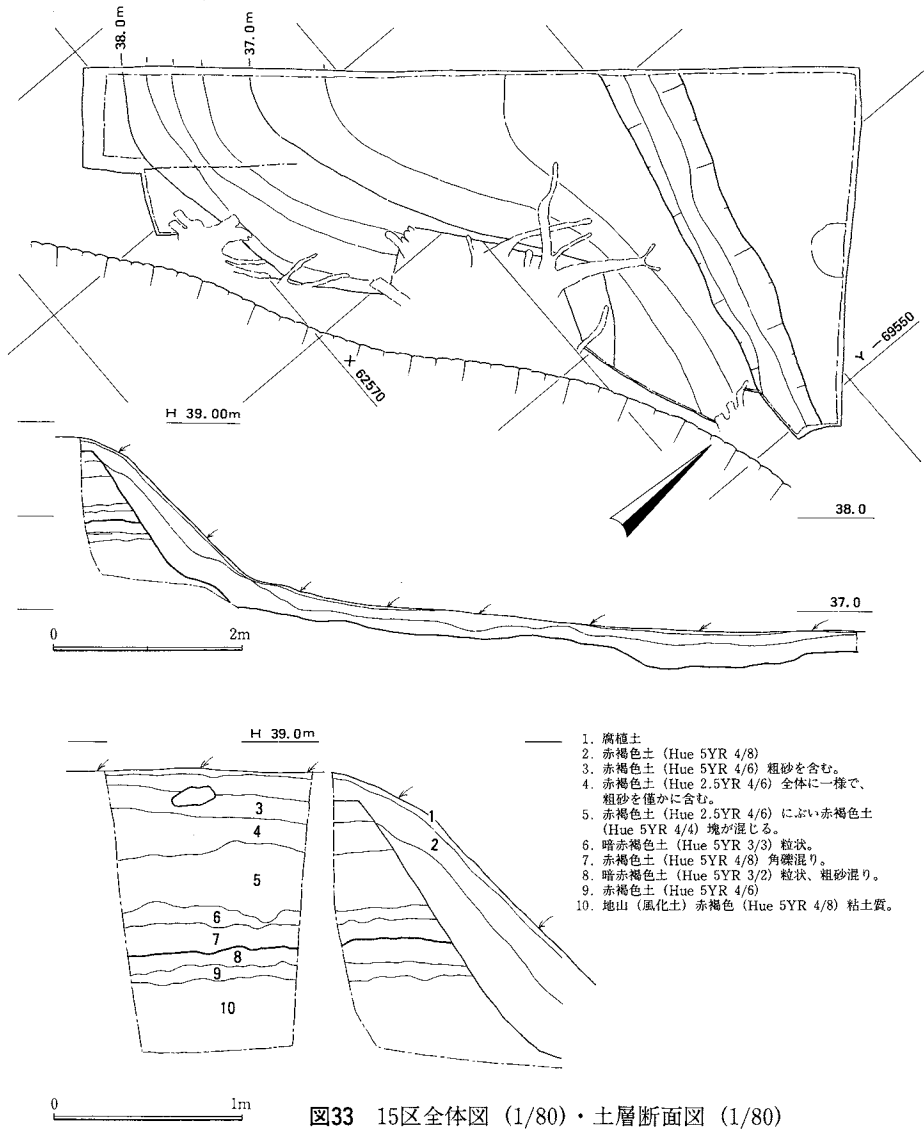 38.0m
37.0m
X 62570
Y -69550
H 39.00m
38.0
37.0
0 2m
H 39.0m
1
2
3
4
5
6
7
8
9
10
1. 腐植土
2. 赤褐色土 (Hue 5YR 4/8)
3. 赤褐色土 (Hue 5YR 4/6) 粗砂を含む。
4. 赤褐色土 (Hue 2.5YR 4/6) 全体に一様で、
粗砂を僅かに含む。
5. 赤褐色土 (Hue 2.5YR 4/6) にぶい赤褐色土
(Hue 5YR 4/4) 塊が混じる。
6. 暗赤褐色土 (Hue 5YR 3/3) 粒状。
7. 赤褐色土 (Hue 5YR 4/8) 角礫混り。
8. 暗赤褐色土 (Hue 5YR 3/2) 粒状、粗砂混り。
9. 赤褐色土 (Hue 5YR 4/6)
10. 地山 (風化土) 赤褐色 (Hue 5YR 4/8) 粘土質。
0 1m
図33 15区全体図 (1/80)・土層断面図 (1/80)